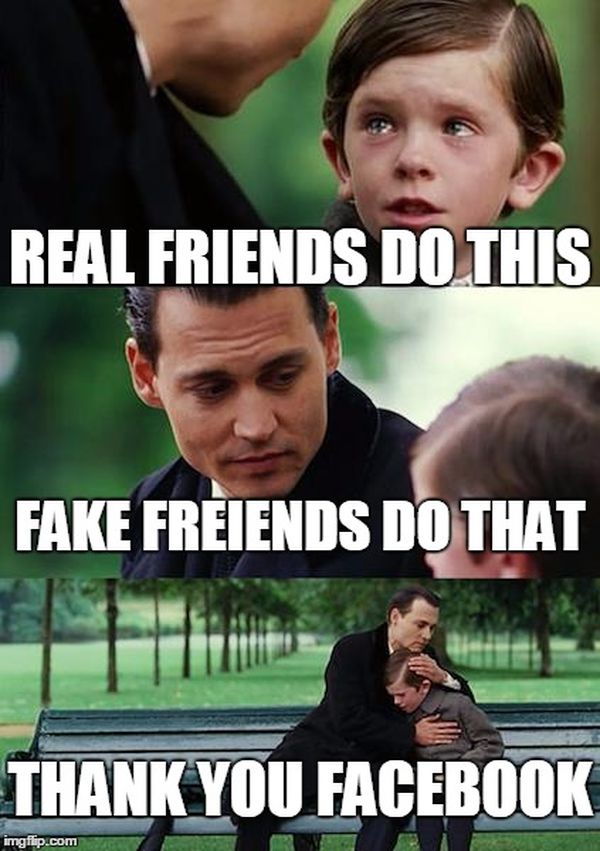 REAL FRIENDS DO THIS
FAKE FREIENDS DO THAT
THANK YOU FACEBOOK
imgflip.com